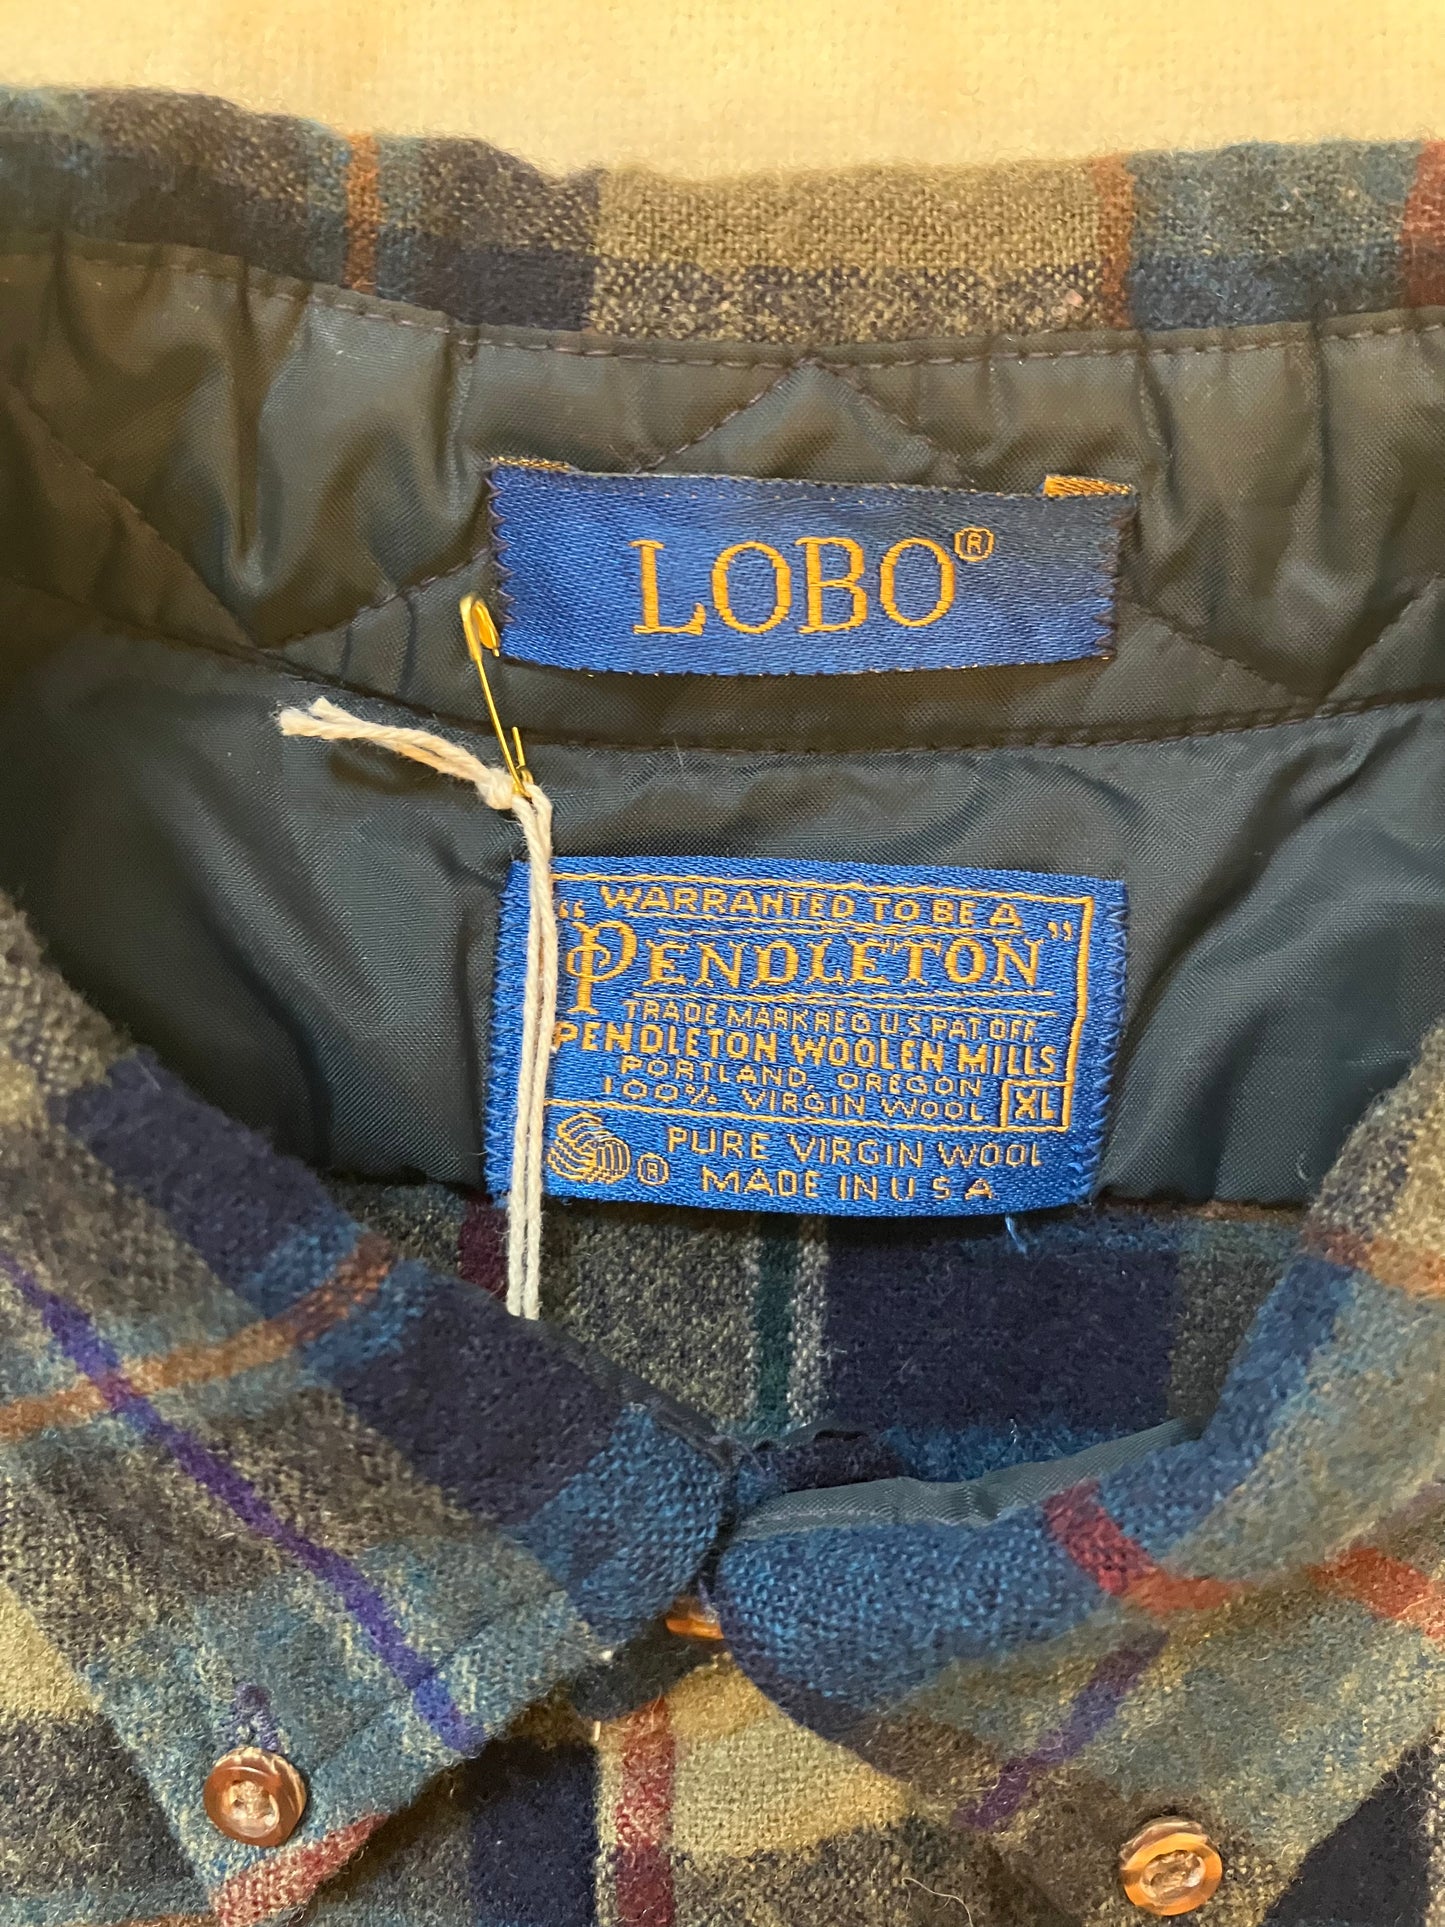 LOBO®
WARRANTED TO BE A
"PENDLETON"
TRADE MARK REG U S PAT. OFF.
PENDLETON WOOLEN MILLS
PORTLAND, OREGON
100% VIRGIN WOOL XL
® PURE VIRGIN WOOL
MADE IN U S A